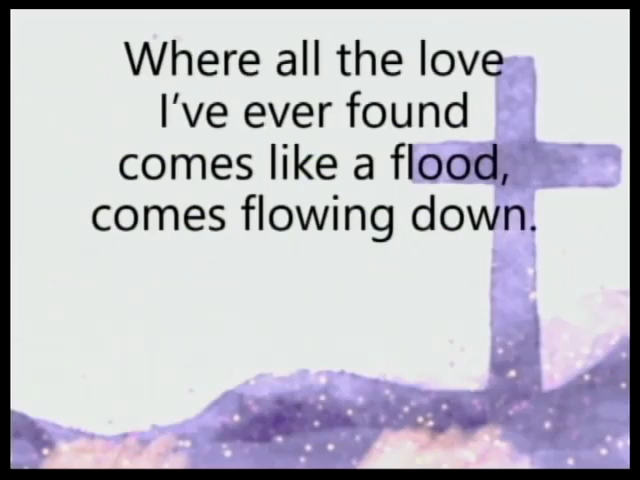 Where all the love
I've ever found
comes like a flood,
comes flowing down.